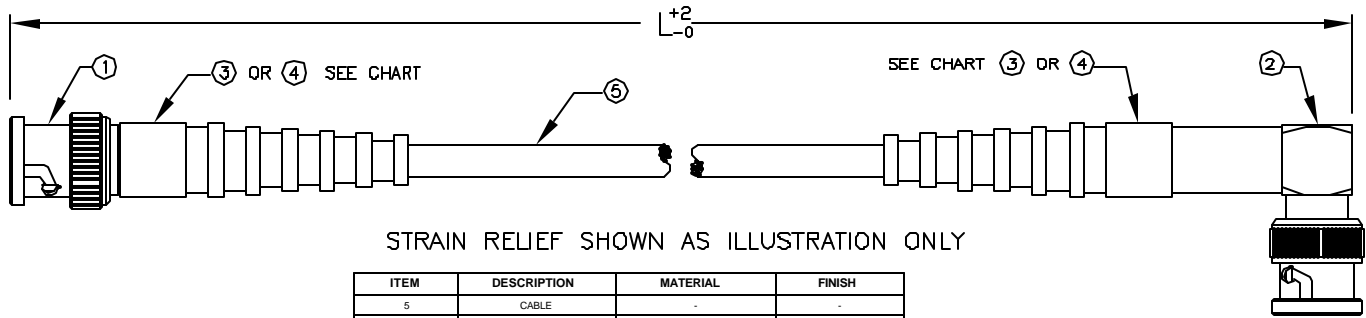 L +2 -0
1
3 OR 4 SEE CHART
5
SEE CHART 3 OR 4
2
STRAIN RELIEF SHOWN AS ILLUSTRATION ONLY
ITEM DESCRIPTION MATERIAL FINISH
5 CABLE - -